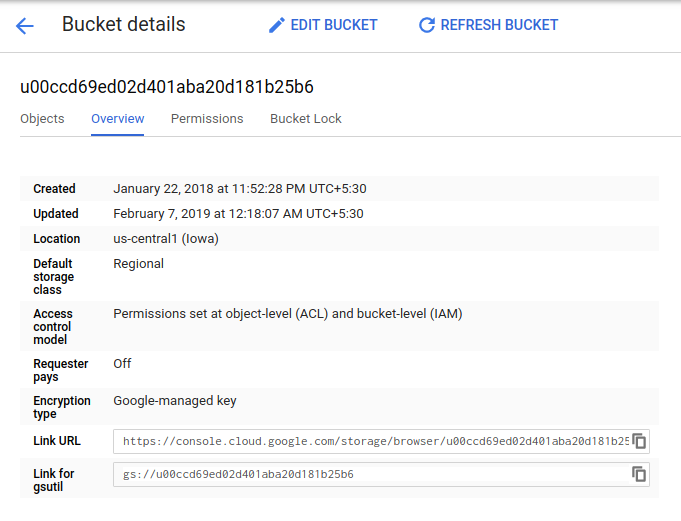 Bucket details
EDIT BUCKET
REFRESH BUCKET
u00ccd69ed02d401aba20d181b25b6
Objects
Overview
Permissions
Bucket Lock
Created
January 22, 2018 at 11:52:28 PM UTC+5:30
Updated
February 7, 2019 at 12:18:07 AM UTC+5:30
Location
us-central1 (Iowa)
Default
storage
class
Regional
Access
control
model
Permissions set at object-level (ACL) and bucket-level (IAM)
Requester
pays
Off
Encryption
type
Google-managed key
Link URL
https://console.cloud.google.com/storage/browser/u00ccd69ed02d401aba20d181b25
Link for
gsutil
gs://u00ccd69ed02d401aba20d181b25b6